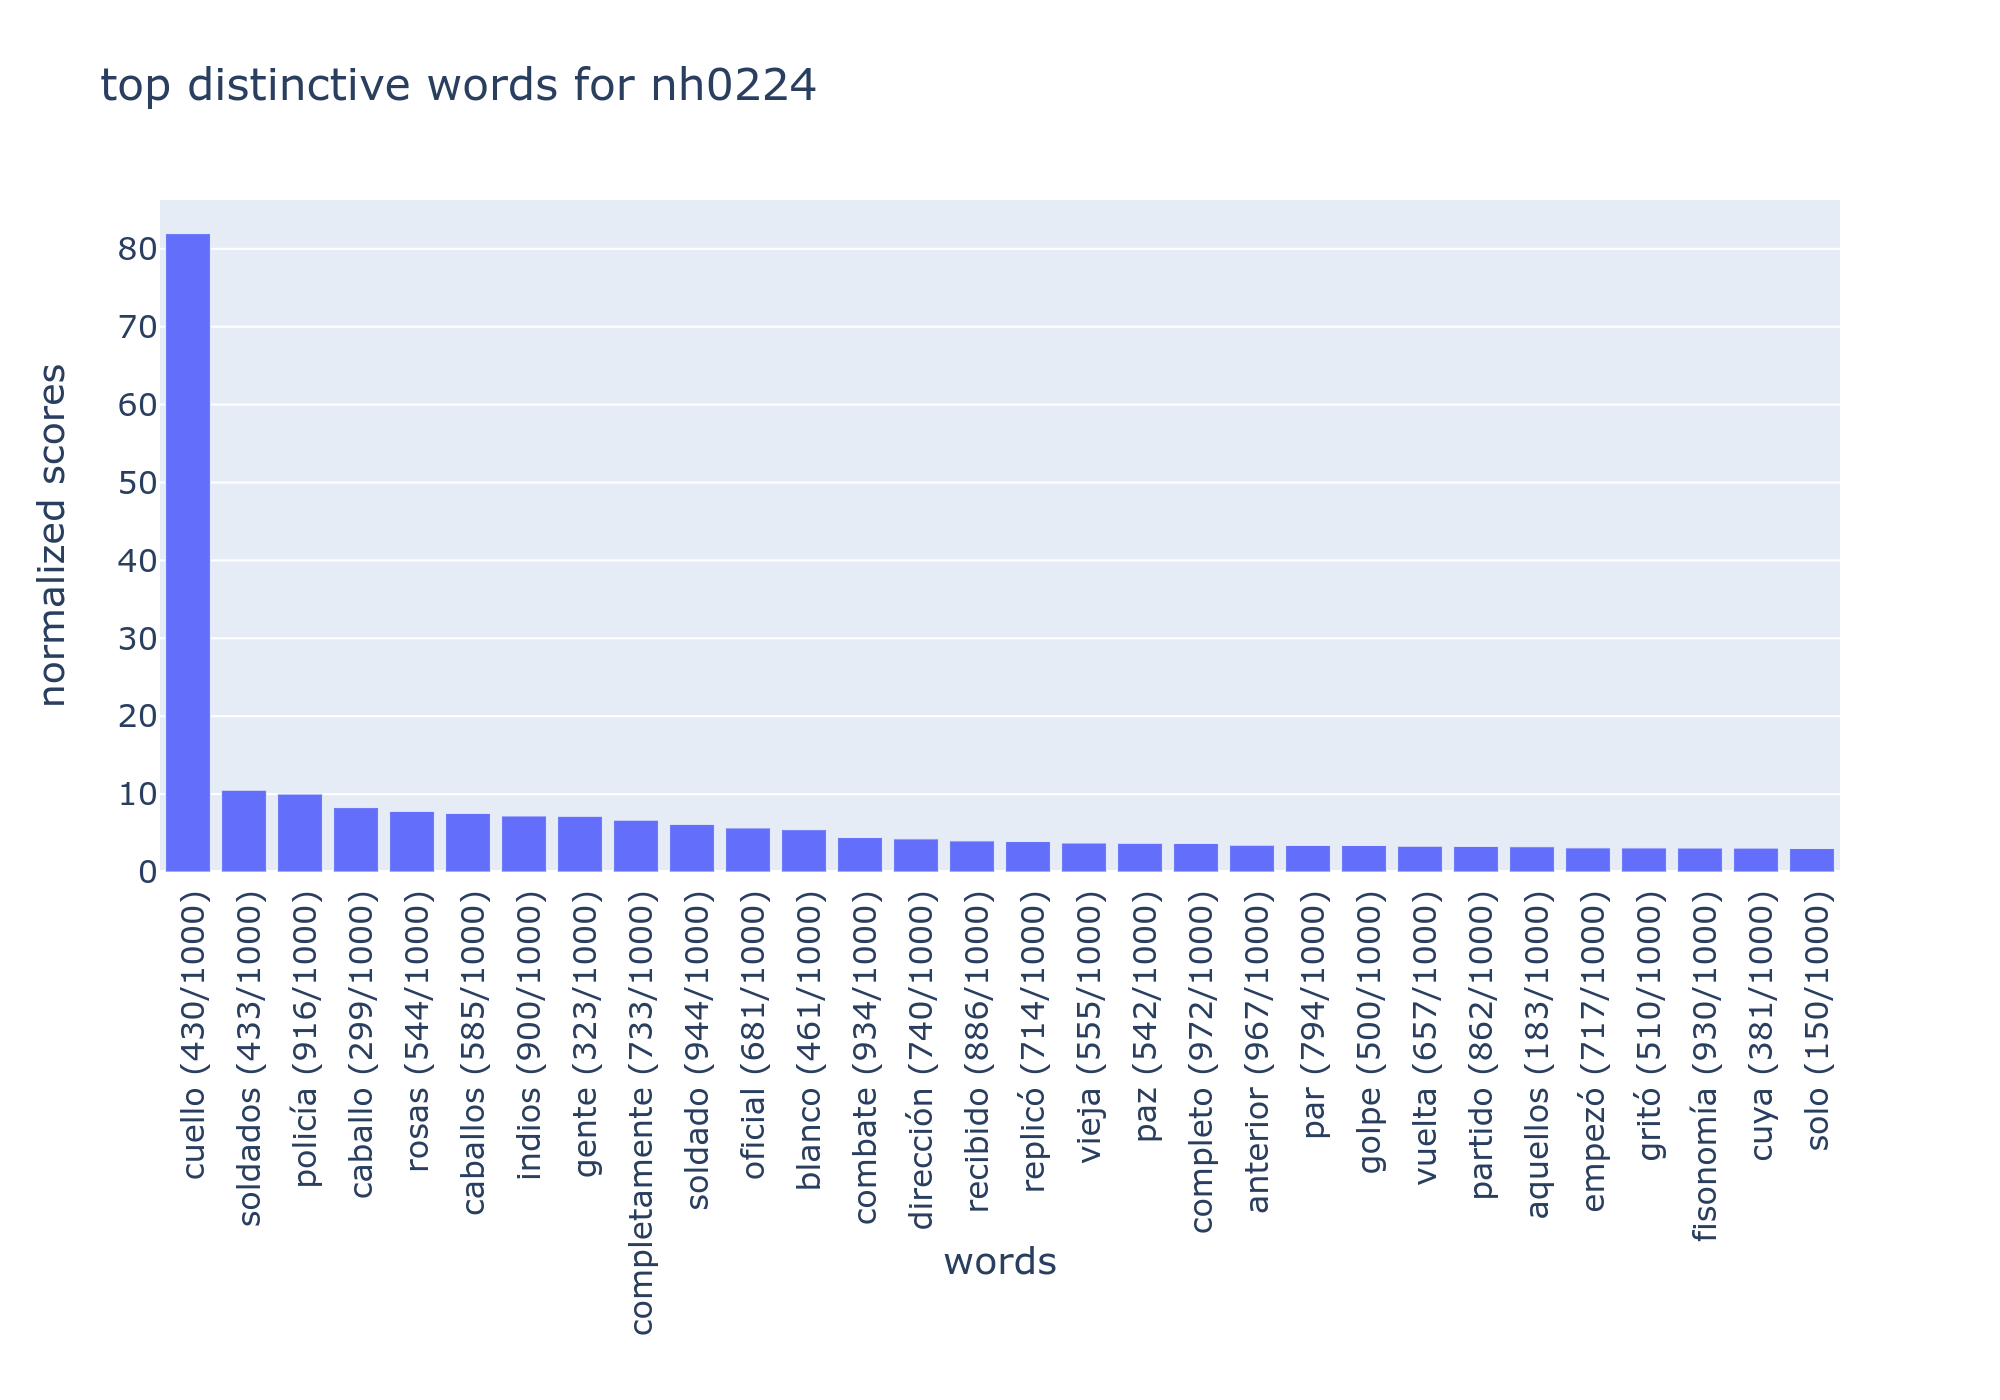 top distinctive words for nh0224
normalized scores
80
70
60
50
40
30
20
10
0
cuello (430/1000)
soldados (433/1000)
policía (916/1000)
caballo (299/1000)
rosas (544/1000)
caballos (585/1000)
indios (900/1000)
gente (323/1000)
completamente (733/1000)
soldado (944/1000)
oficial (681/1000)
blanco (461/1000)
combate (934/1000)
dirección (740/1000)
recibido (886/1000)
replicó (714/1000)
vieja (555/1000)
paz (542/1000)
completo (972/1000)
anterior (967/1000)
par (794/1000)
golpe (500/1000)
vuelta (657/1000)
partido (862/1000)
aquellos (183/1000)
empezó (717/1000)
gritó (510/1000)
fisonomía (930/1000)
cuya (381/1000)
solo (150/1000)
words